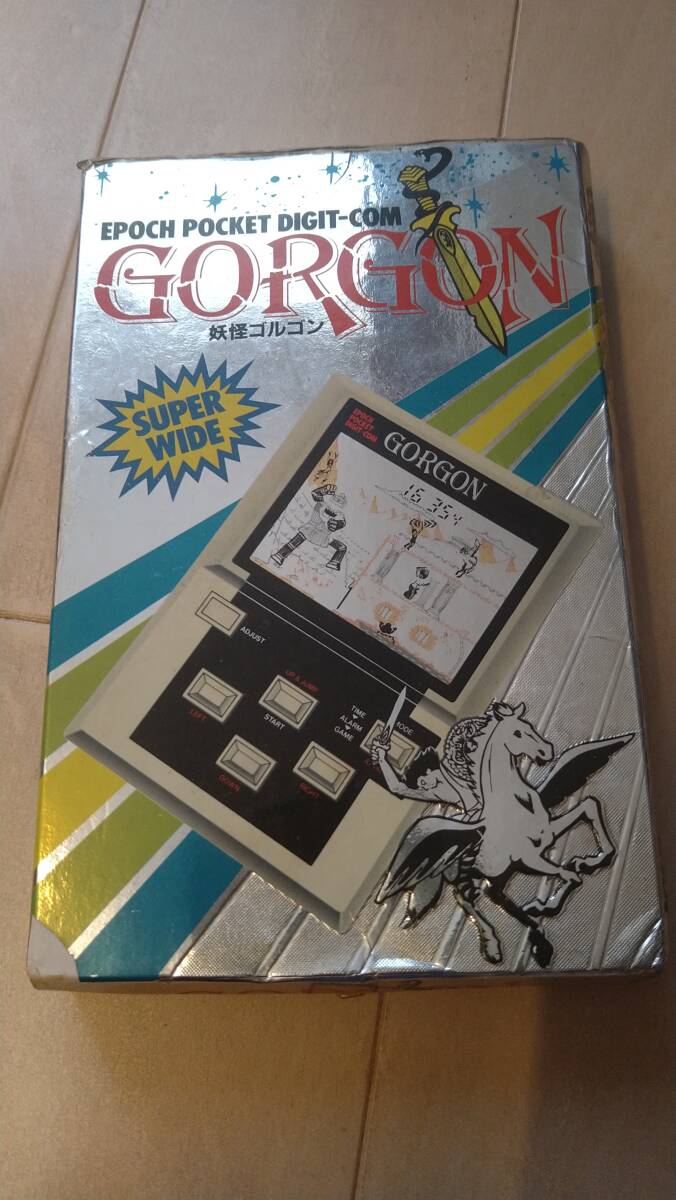 EPOCH POCKET DIGIT-COM
GORGON
妖怪ゴルゴン
SUPER
WIDE
EPOCH
POCKET
DIGIT-COM
GORGON
16 354
ADJUST
UP & JUMP
LEFT
START
TIME
ALARM
GAME
MODE
DOWN
RIGHT